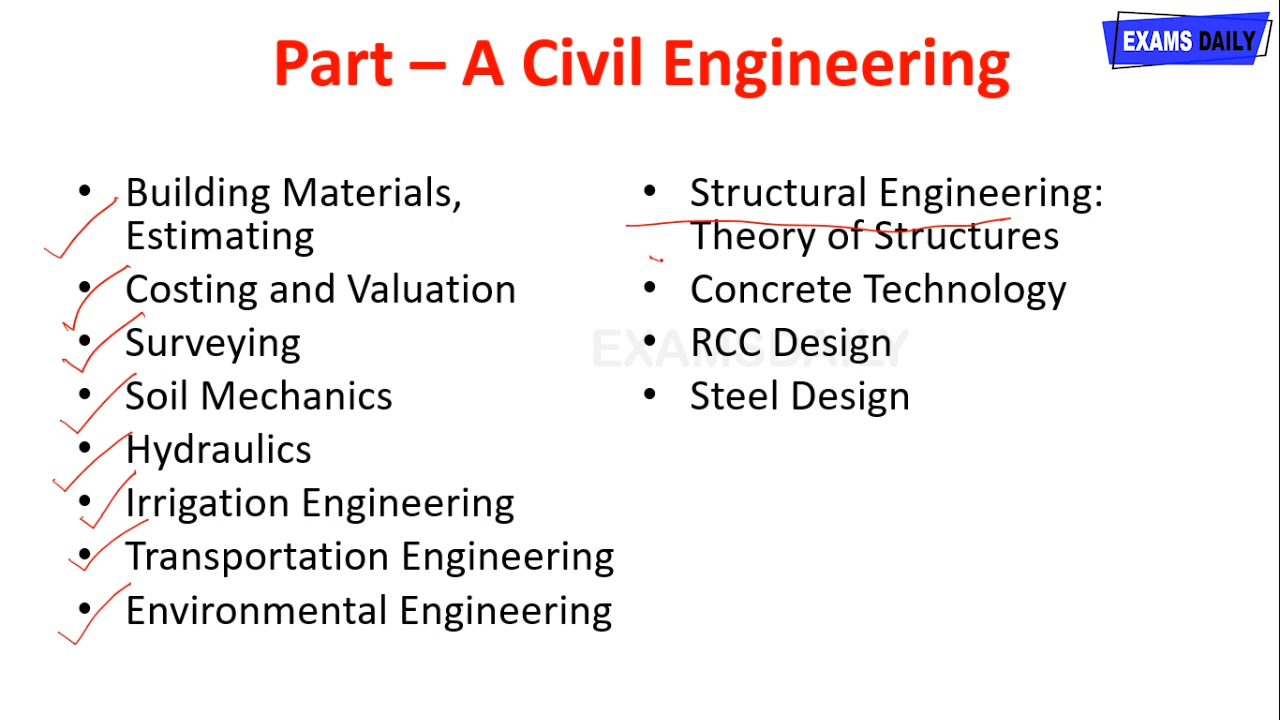 Part – A Civil Engineering
EXAMS DAILY
• Building Materials,
Estimating
• Costing and Valuation
• Surveying
• Soil Mechanics
• Hydraulics
• Irrigation Engineering
• Transportation Engineering
• Environmental Engineering
• Structural Engineering:
Theory of Structures
• Concrete Technology
• RCC Design
• Steel Design
EXAMSDAILY